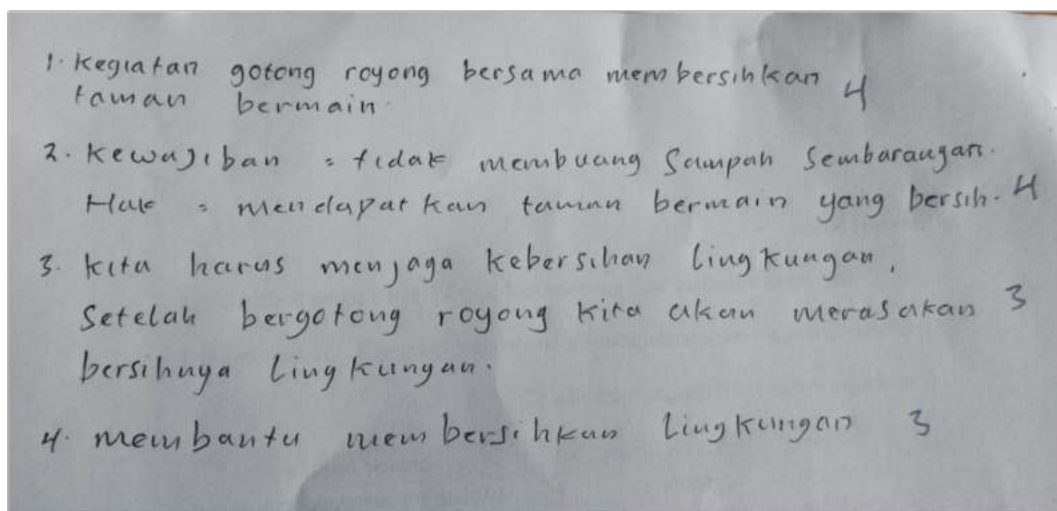 1. Kegiatan gotong royong bersama membersihkan 4
taman bermain.
2. Kewajiban = tidak membuang Sampah Sembarangan.
Hak = mendapatkan taman bermain yang bersih. 4
3. Kita harus menjaga kebersihan lingkungan,
Setelah bergotong royong kita akan merasakan 3
bersihnya lingkungan.
4. membantu membersihkan lingkungan 3